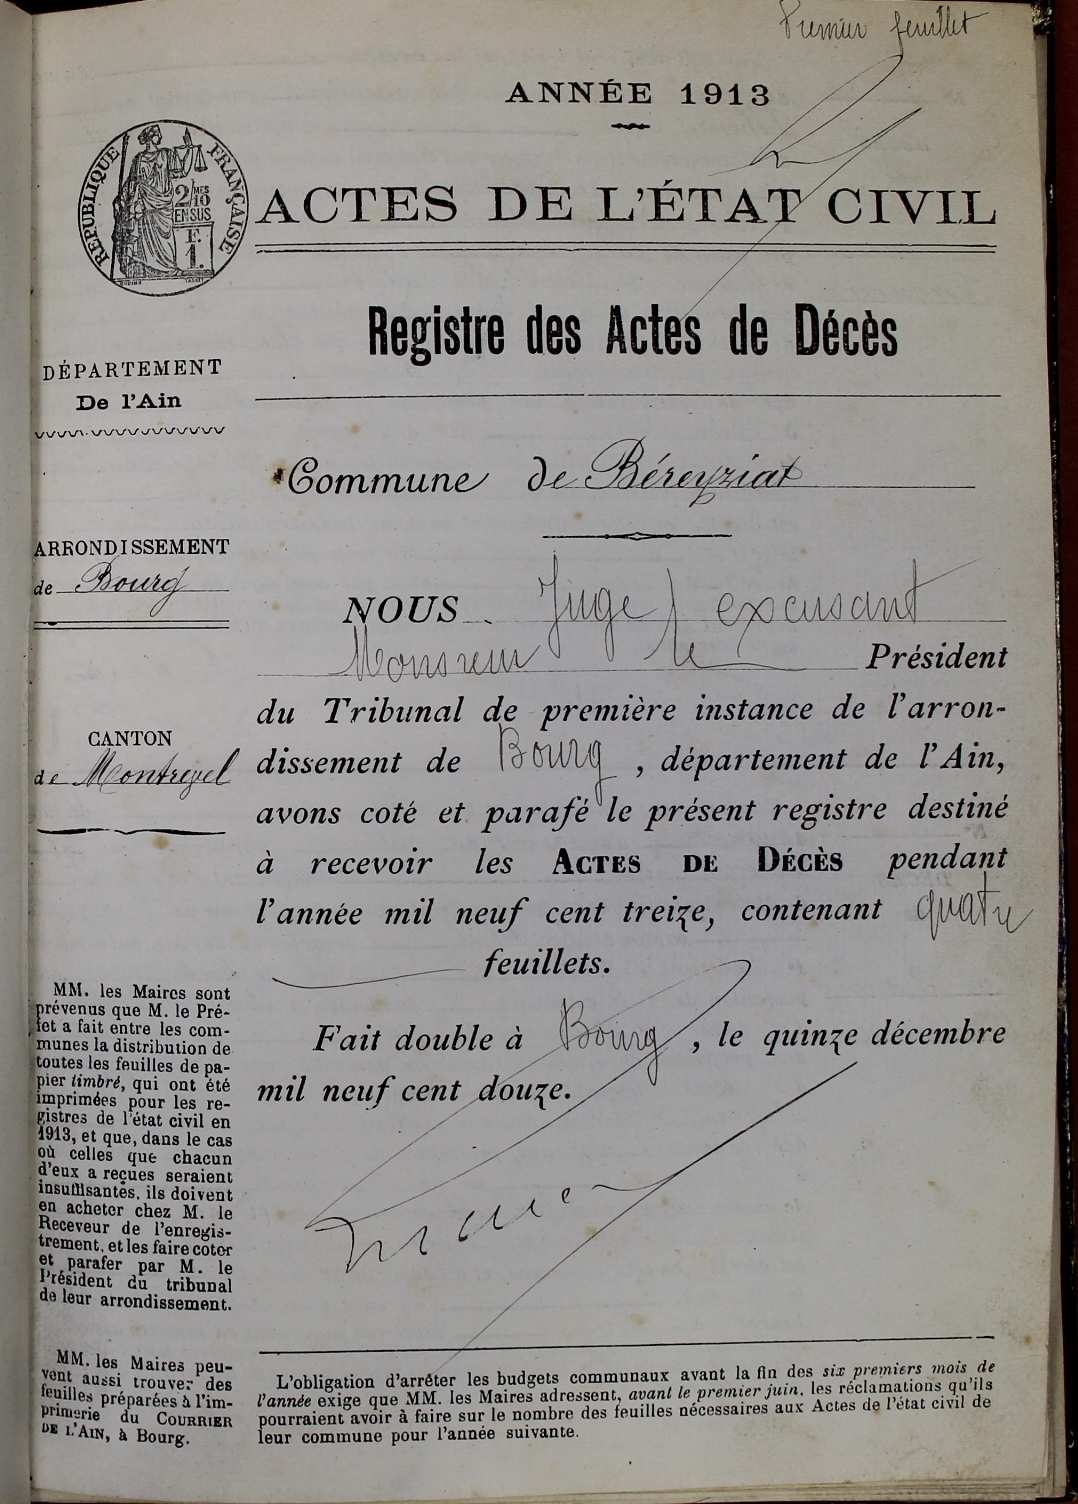 Premier feuillet
ANNÉE 1913
RÉPUBLIQUE FRANÇAISE
2/MES
10
EN SUS
F.
1.
ACTES DE L'ÉTAT CIVIL
Registre des Actes de Décès
DÉPARTEMENT
De l'Ain
Commune de Béreyziat
ARRONDISSEMENT
de Bourg
NOUS Juge excusant
Monsieur le Président
du Tribunal de première instance de l'arron-
dissement de Bourg, département de l'Ain,
avons coté et parafé le présent registre destiné
à recevoir les ACTES DE DÉCÈS pendant
l'année mil neuf cent treize, contenant quatre
feuillets.
Fait double à Bourg, le quinze décembre
mil neuf cent douze.
CANTON
de Montrevel
MM. les Maires sont
prévenus que M. le Pré-
fet a fait entre les com-
munes la distribution de
toutes les feuilles de pa-
pier timbré, qui ont été
imprimées pour les re-
gistres de l'état civil en
1913, et que, dans le cas
où celles que chacun
d'eux a reçues seraient
insuffisantes, ils doivent
en acheter chez M. le
Receveur de l'enregis-
trement, et les faire coter
et parafer par M. le
Président du tribunal
de leur arrondissement.
MM. les Maires peu-
vent aussi trouver des
feuilles préparées à l'im-
primerie du COURRIER
DE L'AIN, à Bourg.
L'obligation d'arrêter les budgets communaux avant la fin des six premiers mois de
l'année exige que MM. les Maires adressent, avant le premier juin, les réclamations qu'ils
pourraient avoir à faire sur le nombre des feuilles nécessaires aux Actes de l'état civil de
leur commune pour l'année suivante.